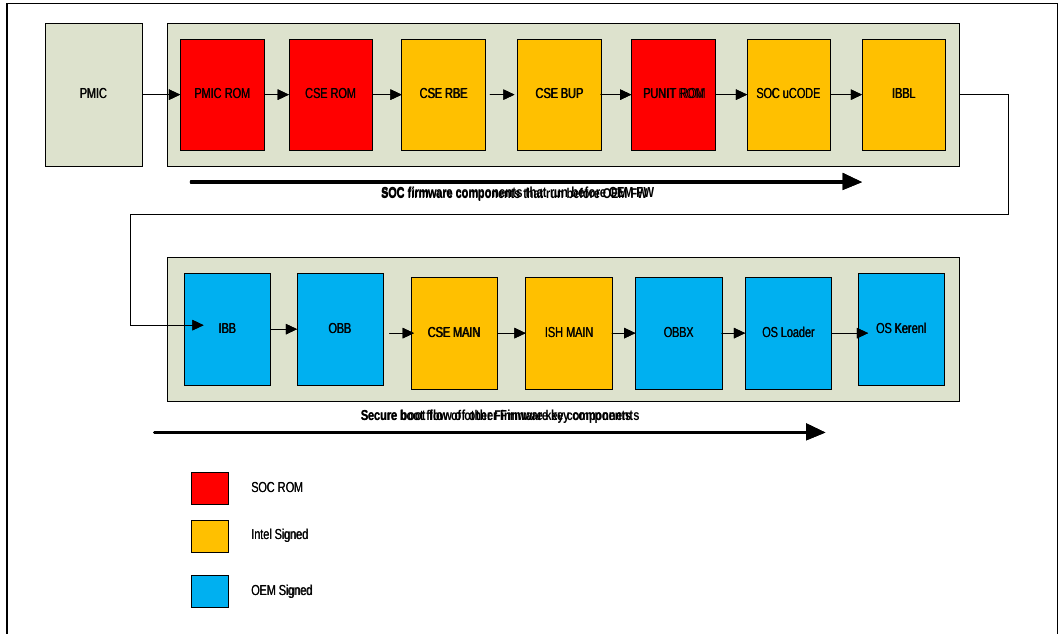 PMIC
PMIC ROM
CSE ROM
CSE RBE
CSE BUP
PUNIT ROM
SOC uCODE
IBBL
SOC firmware components that run before OEM FW
IBB
OBB
CSE MAIN
ISH MAIN
OBBX
OS Loader
OS Kerenl
Secure boot flow of other Firmware key components
SOC ROM
Intel Signed
OEM Signed